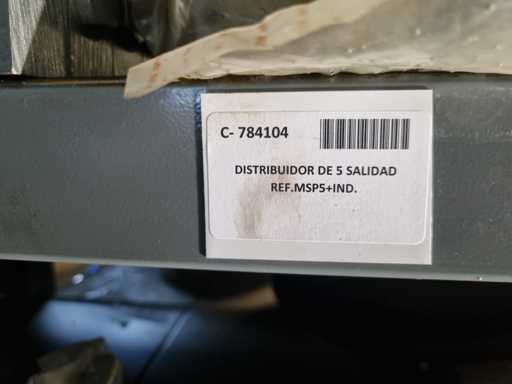 C- 784104
DISTRIBUIDOR DE 5 SALIDAD
REF.MSP5+IND.